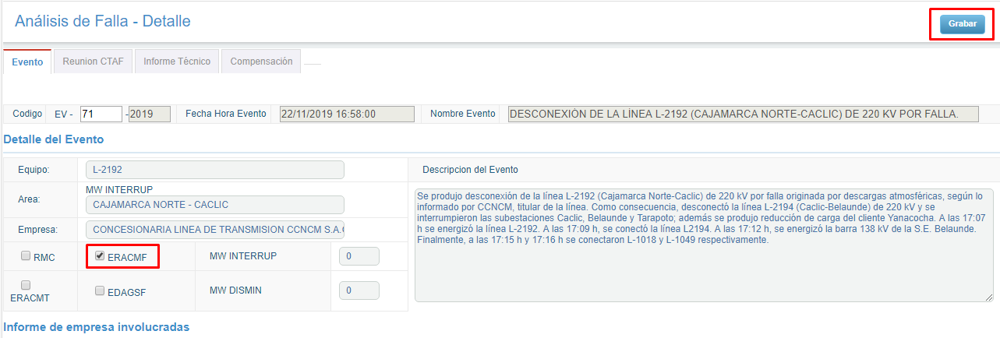 Análisis de Falla - Detalle
Grabar
Evento
Reunion CTAF
Informe Técnico
Compensación
Codigo EV - 71 -2019 Fecha Hora Evento 22/11/2019 16:58:00 Nombre Evento DESCONEXIÓN DE LA LÍNEA L-2192 (CAJAMARCA NORTE-CACLIC) DE 220 KV POR FALLA.
Detalle del Evento
Equipo: L-2192
Area: MW INTERRUP
CAJAMARCA NORTE - CACLIC
Empresa: CONCESIONARIA LINEA DE TRANSMISION CCNCM S.A.C
RMC ERACMF MW INTERRUP 0
ERACMT EDAGSF MW DISMIN 0
Descripcion del Evento
Se produjo desconexión de la línea L-2192 (Cajamarca Norte-Caclic) de 220 kV por falla originada por descargas atmosféricas, según lo
informado por CCNCM, titular de la línea. Como consecuencia, desconectó la línea L-2194 (Caclic-Belaunde) de 220 kV y se
interrumpieron las subestaciones Caclic, Belaunde y Tarapoto; además se produjo reducción de carga del cliente Yanacocha. A las 17:07
h se energizó la línea L-2192. A las 17:09 h, se conectó la línea L2194. A las 17:12 h, se energizó la barra 138 kV de la S.E. Belaunde.
Finalmente, a las 17:15 h y 17:16 h se conectaron L-1018 y L-1049 respectivamente.
Informe de empresa involucradas